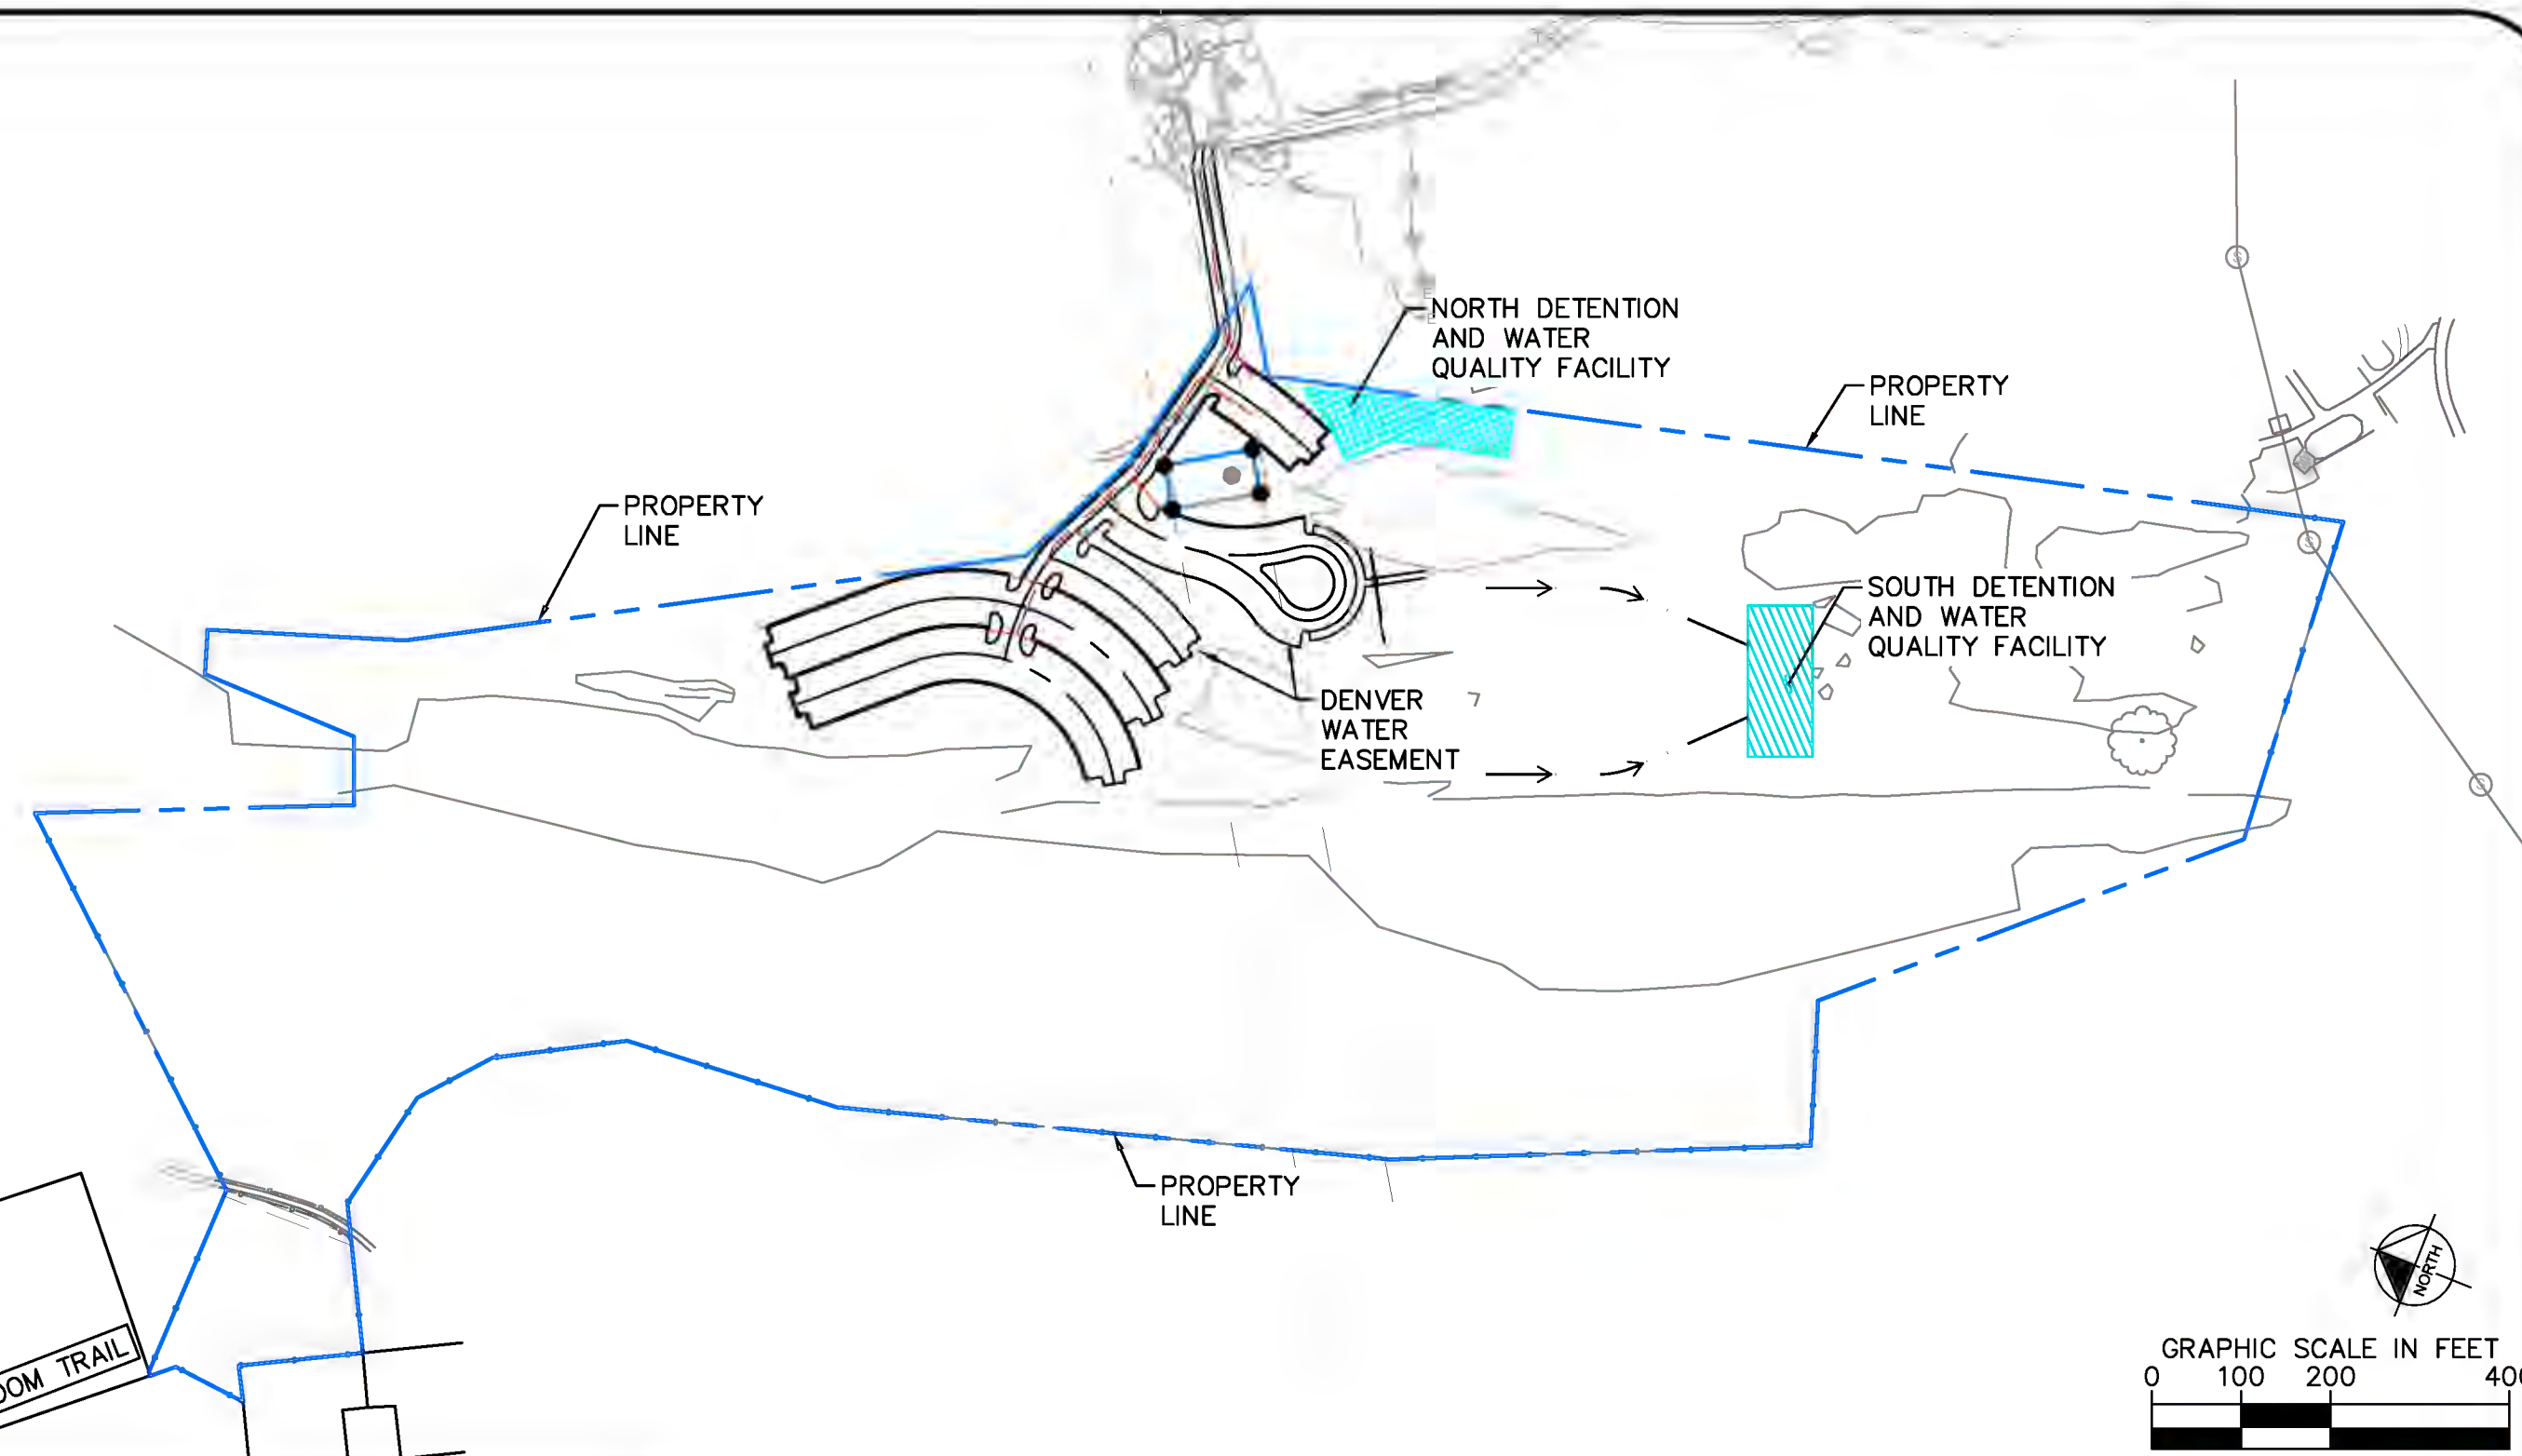 NORTH DETENTION
AND WATER
QUALITY FACILITY
PROPERTY
LINE
PROPERTY
LINE
SOUTH DETENTION
AND WATER
QUALITY FACILITY
DENVER
WATER
EASEMENT
PROPERTY
LINE
NORTH
TRAIL
GRAPHIC SCALE IN FEET
0 100 200